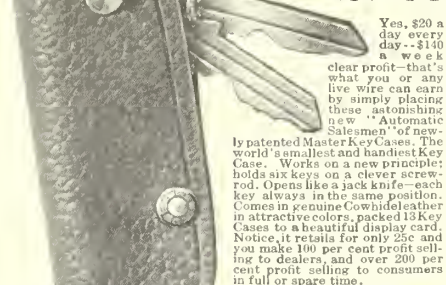 Yes, $20 a
day every
day--$140
a week
clear profit—that's
what you or any
live wire can earn
by simply placing
these astonishing
new "Automatic
Salesmen" of new-
ly patented Master Key Cases. The
world's smallest and handiest Key
Case. Works on a new principle;
holds six keys on a clever screw-
rod. Opens like a jack knife—each
key always in the same position.
Comes in genuine Cowhide leather
in attractive colors, packed 13 Key
Cases to a beautiful display card.
Notice, it retails for only 25c and
you make 100 per cent profit sell-
ing to dealers, and over 200 per
cent profit selling to consumers
in full or spare time.